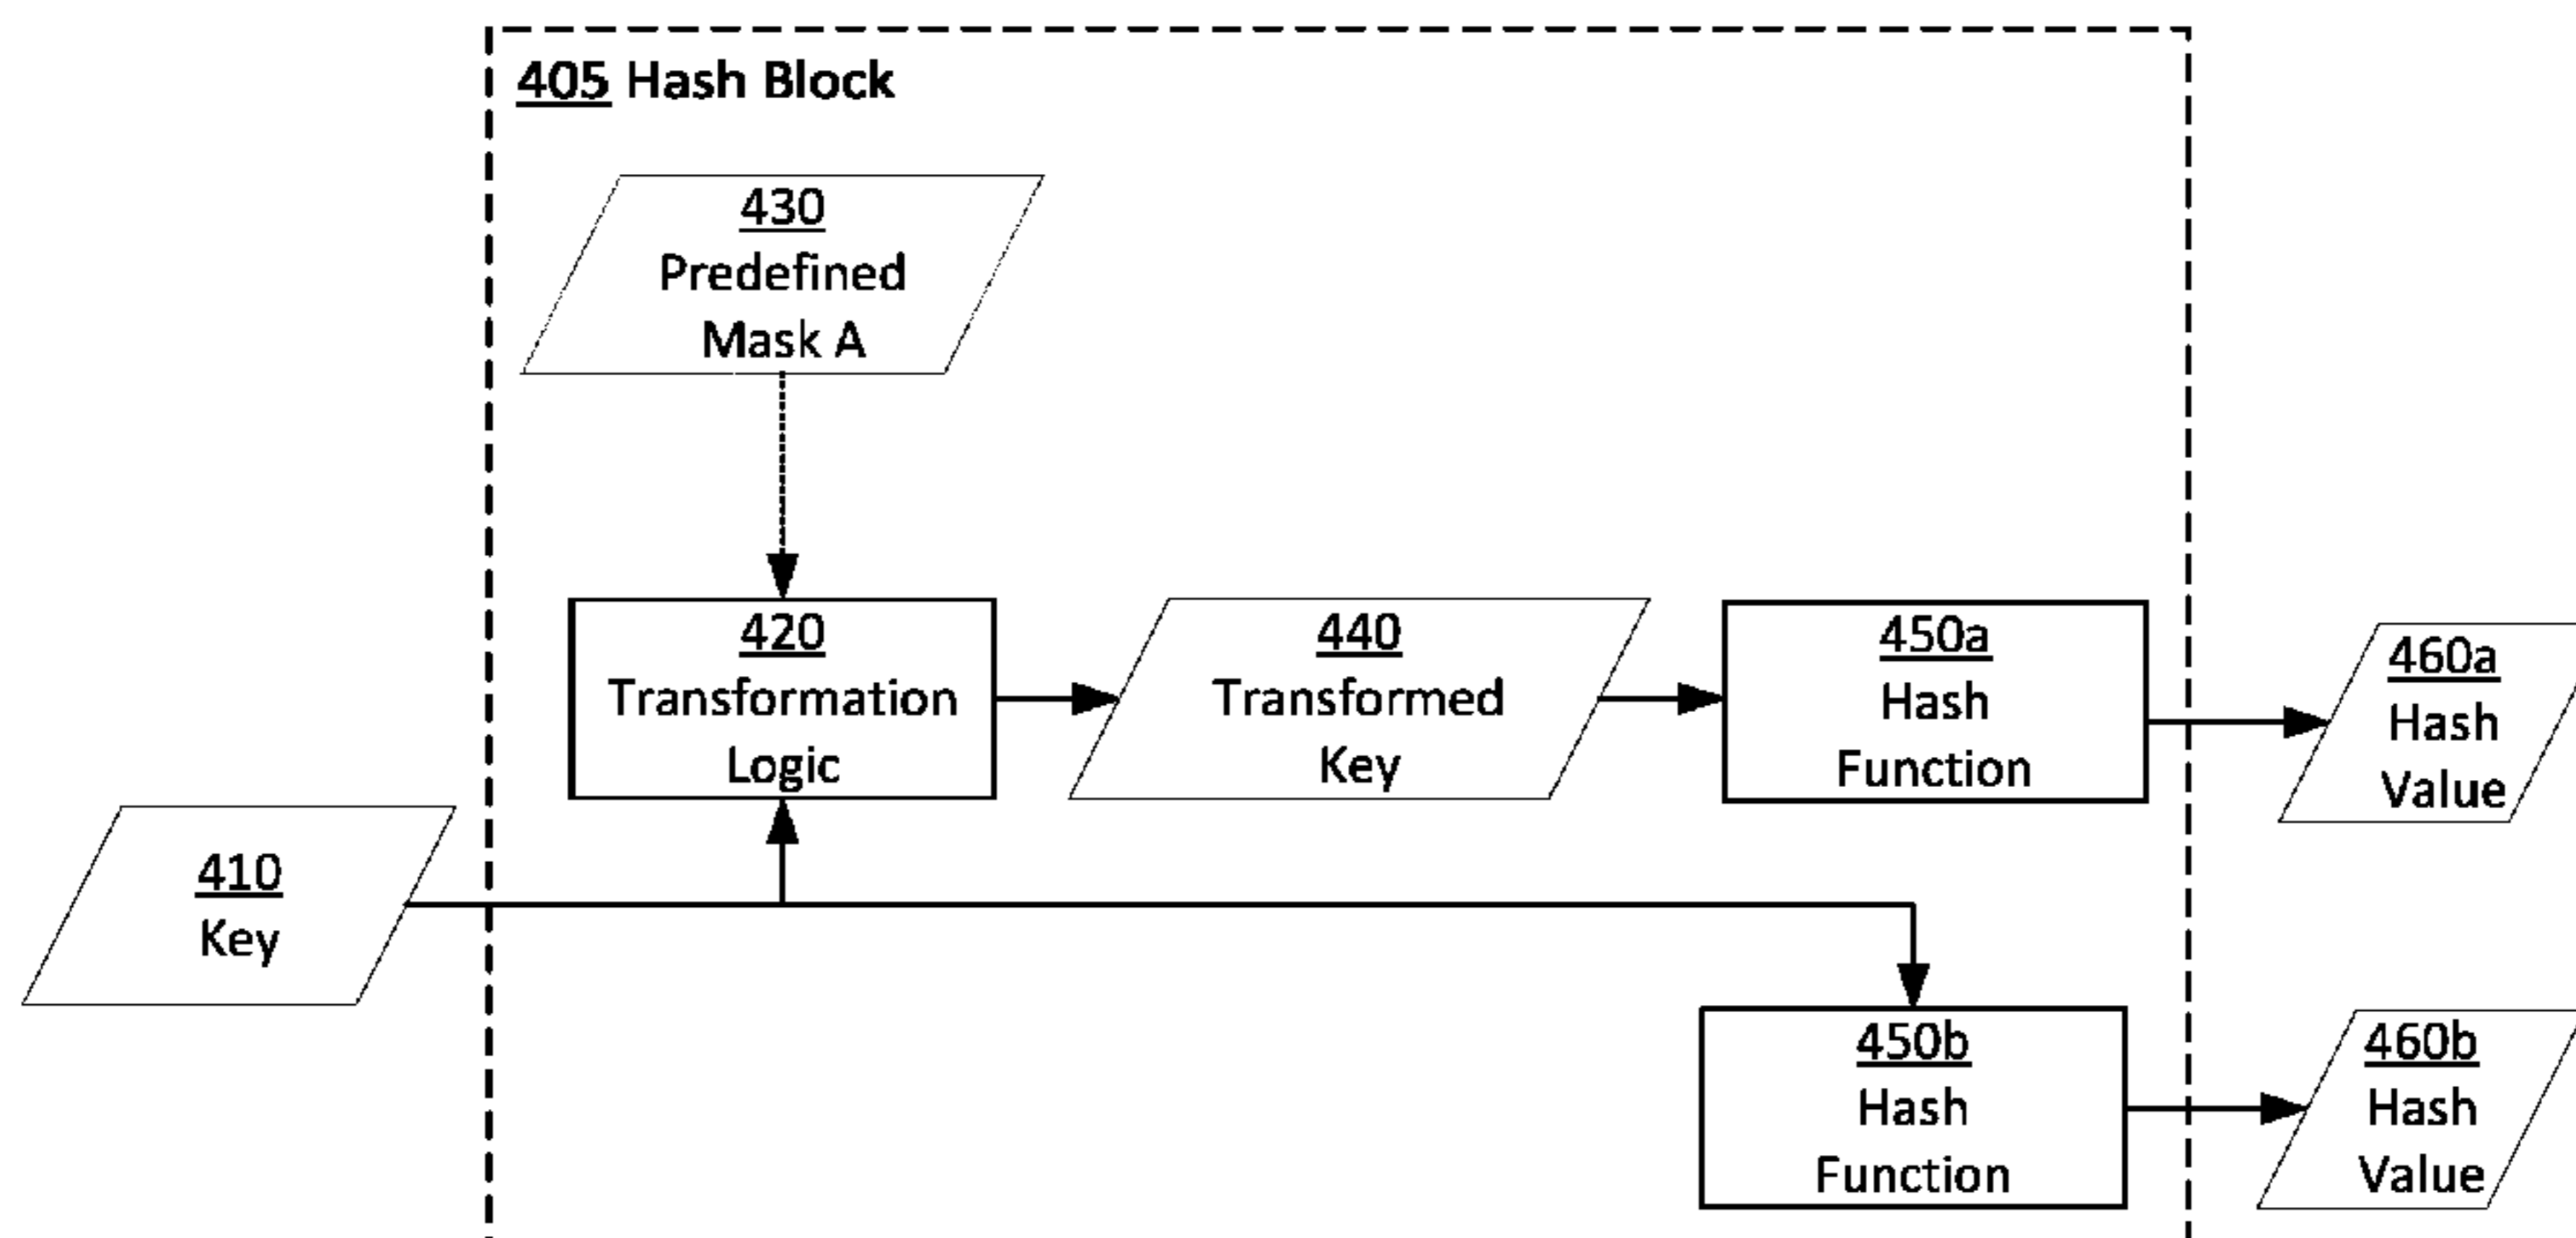 405 Hash Block
430
Predefined
Mask A
420
Transformation
Logic
440
Transformed
Key
450a
Hash
Function
460a
Hash
Value
410
Key
450b
Hash
Function
460b
Hash
Value